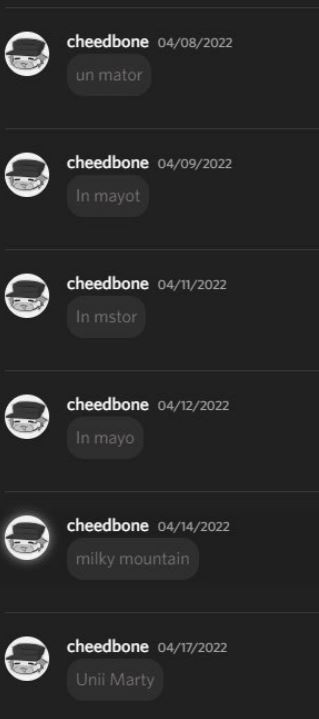 cheedbone 04/08/2022
un mator
cheedbone 04/09/2022
In mayot
cheedbone 04/11/2022
In mstor
cheedbone 04/12/2022
In mayo
cheedbone 04/14/2022
milky mountain
cheedbone 04/17/2022
Unii Marty